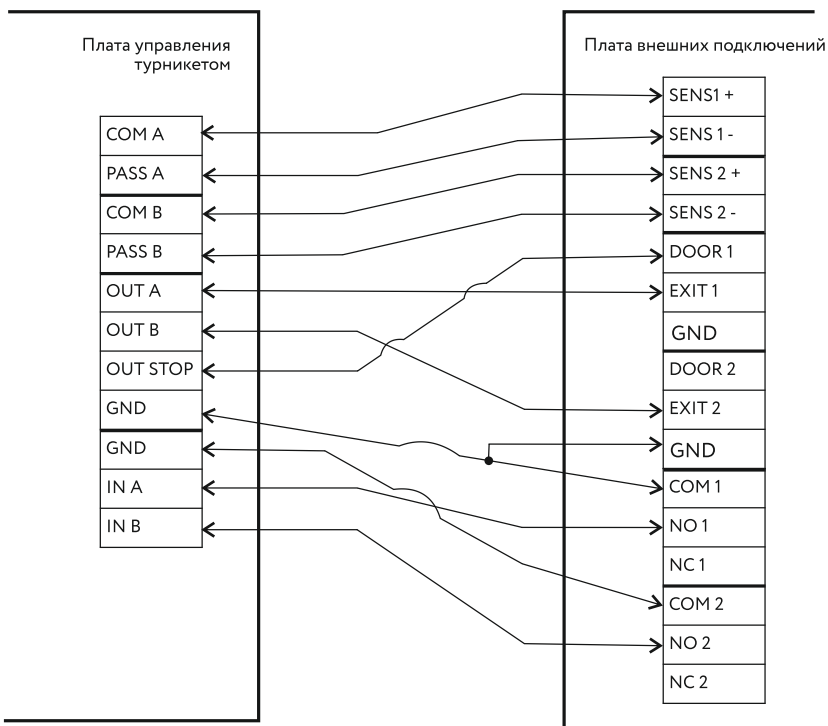 Плата управления
турникетом
COM A
PASS A
COM B
PASS B
OUT A
OUT B
OUT STOP
GND
GND
IN A
IN B
Плата внешних подключений
SENS1 +
SENS 1 -
SENS 2 +
SENS 2 -
DOOR 1
EXIT 1
GND
DOOR 2
EXIT 2
GND
COM 1
NO 1
NC 1
COM 2
NO 2
NC 2